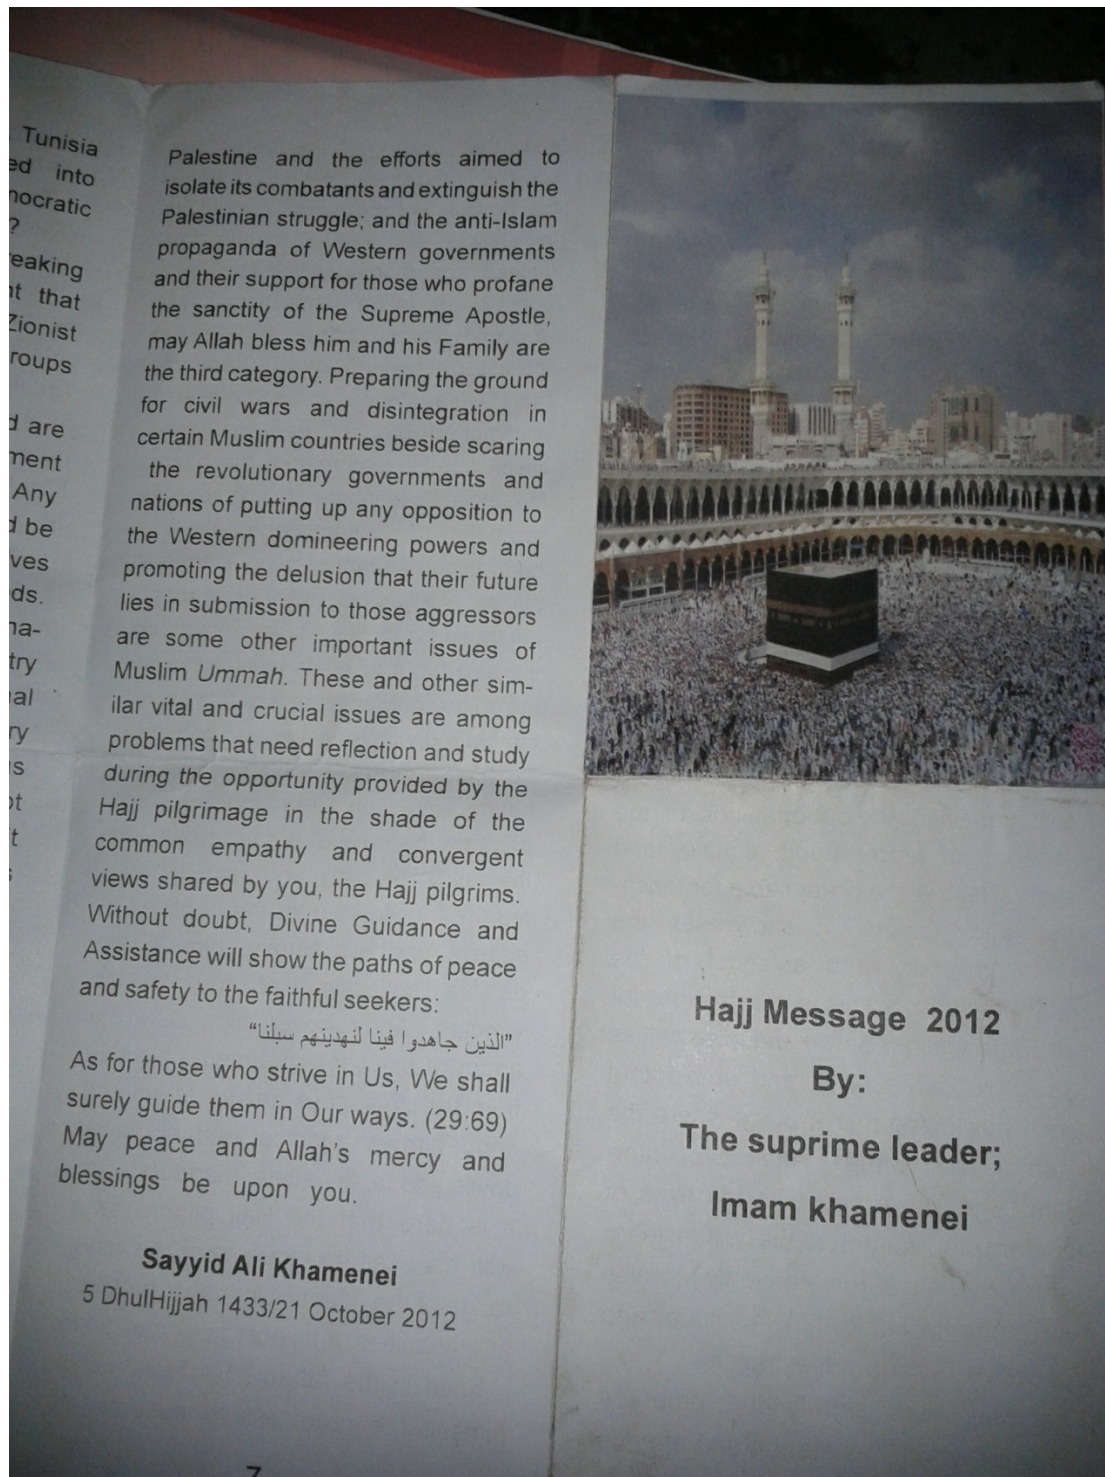 Tunisia
ed into
nocratic
?
eaking
nt that
Zionist
roups
d are
ment
Any
d be
ves
ds.
na-
try
al
ry
s
ot
t
Palestine and the efforts aimed to
isolate its combatants and extinguish the
Palestinian struggle; and the anti-Islam
propaganda of Western governments
and their support for those who profane
the sanctity of the Supreme Apostle,
may Allah bless him and his Family are
the third category. Preparing the ground
for civil wars and disintegration in
certain Muslim countries beside scaring
the revolutionary governments and
nations of putting up any opposition to
the Western domineering powers and
promoting the delusion that their future
lies in submission to those aggressors
are some other important issues of
Muslim Ummah. These and other sim-
ilar vital and crucial issues are among
problems that need reflection and study
during the opportunity provided by the
Hajj pilgrimage in the shade of the
common empathy and convergent
views shared by you, the Hajj pilgrims.
Without doubt, Divine Guidance and
Assistance will show the paths of peace
and safety to the faithful seekers:
"الذين جاهدوا فينا لنهدينهم سبلنا"
As for those who strive in Us, We shall
surely guide them in Our ways. (29:69)
May peace and Allah's mercy and
blessings be upon you.
Sayyid Ali Khamenei
5 DhulHijjah 1433/21 October 2012
7
Hajj Message 2012
By:
The suprime leader;
Imam khamenei